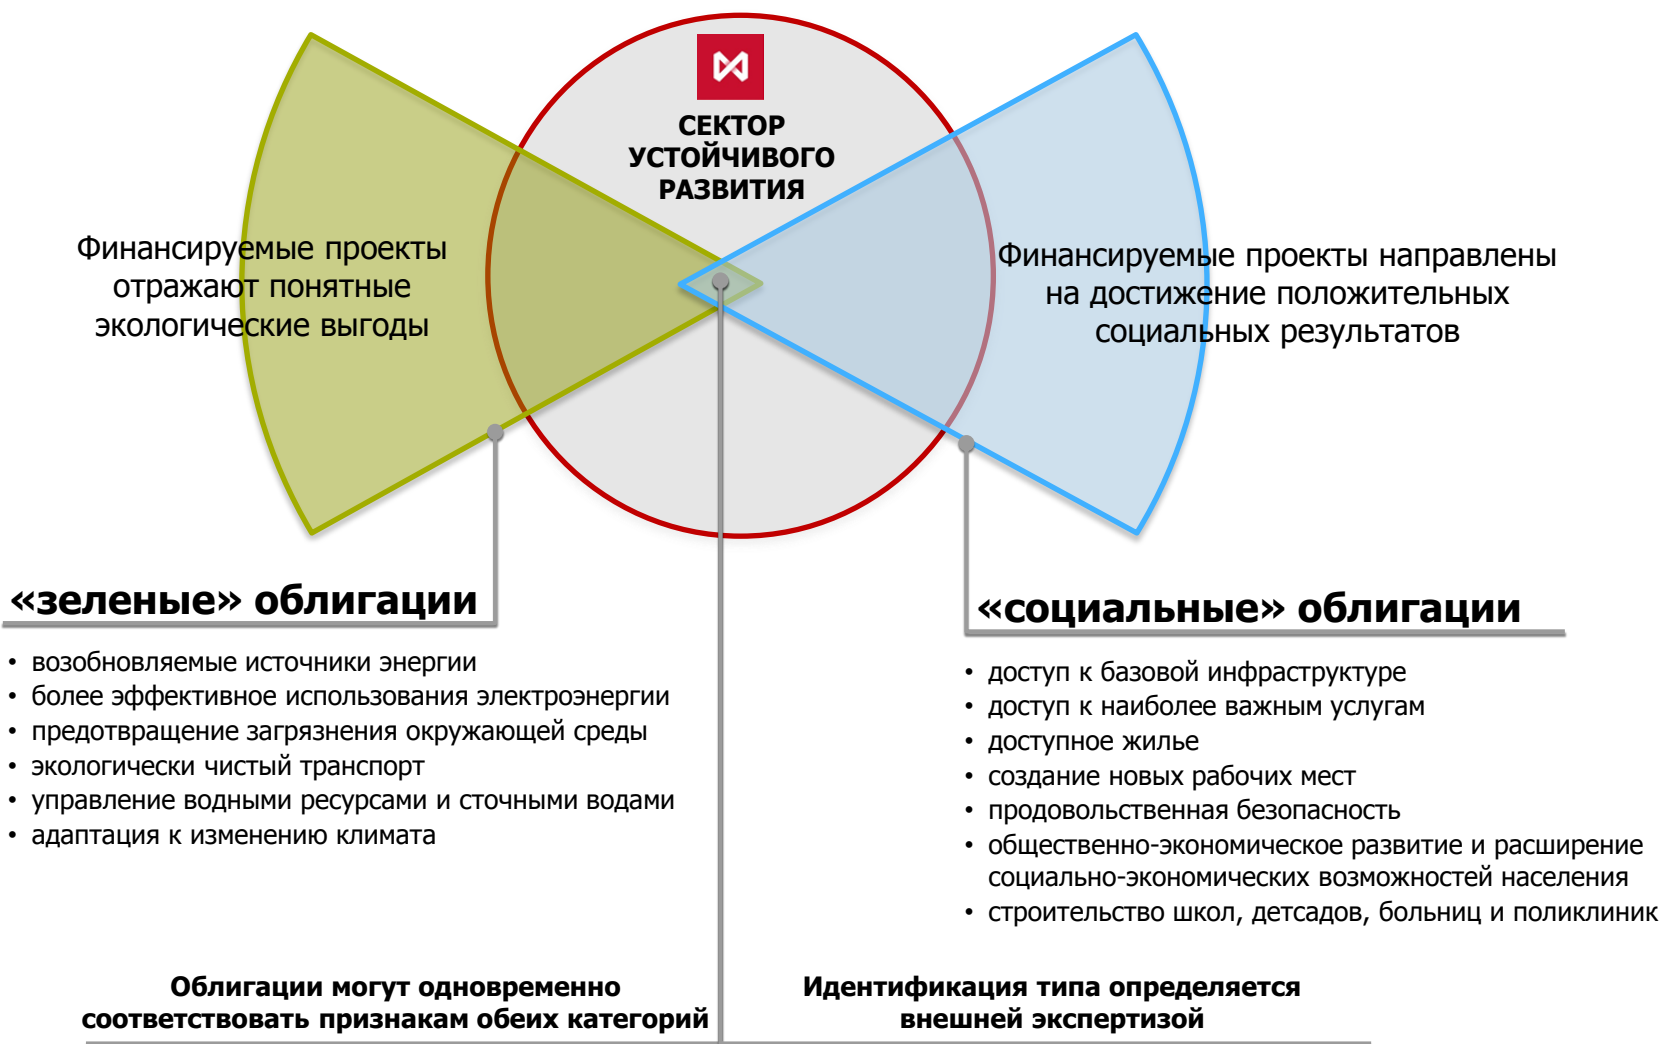 СЕКТОР
УСТОЙЧИВОГО
РАЗВИТИЯ
Финансируемые проекты
отражают понятные
экологические выгоды
Финансируемые проекты направлены
на достижение положительных
социальных результатов
«зеленые» облигации
• возобновляемые источники энергии
• более эффективное использования электроэнергии
• предотвращение загрязнения окружающей среды
• экологически чистый транспорт
• управление водными ресурсами и сточными водами
• адаптация к изменению климата
«социальные» облигации
• доступ к базовой инфраструктуре
• доступ к наиболее важным услугам
• доступное жилье
• создание новых рабочих мест
• продовольственная безопасность
• общественно-экономическое развитие и расширение
социально-экономических возможностей населения
• строительство школ, детсадов, больниц и поликлиник
Облигации могут одновременно
соответствовать признакам обеих категорий
Идентификация типа определяется
внешней экспертизой